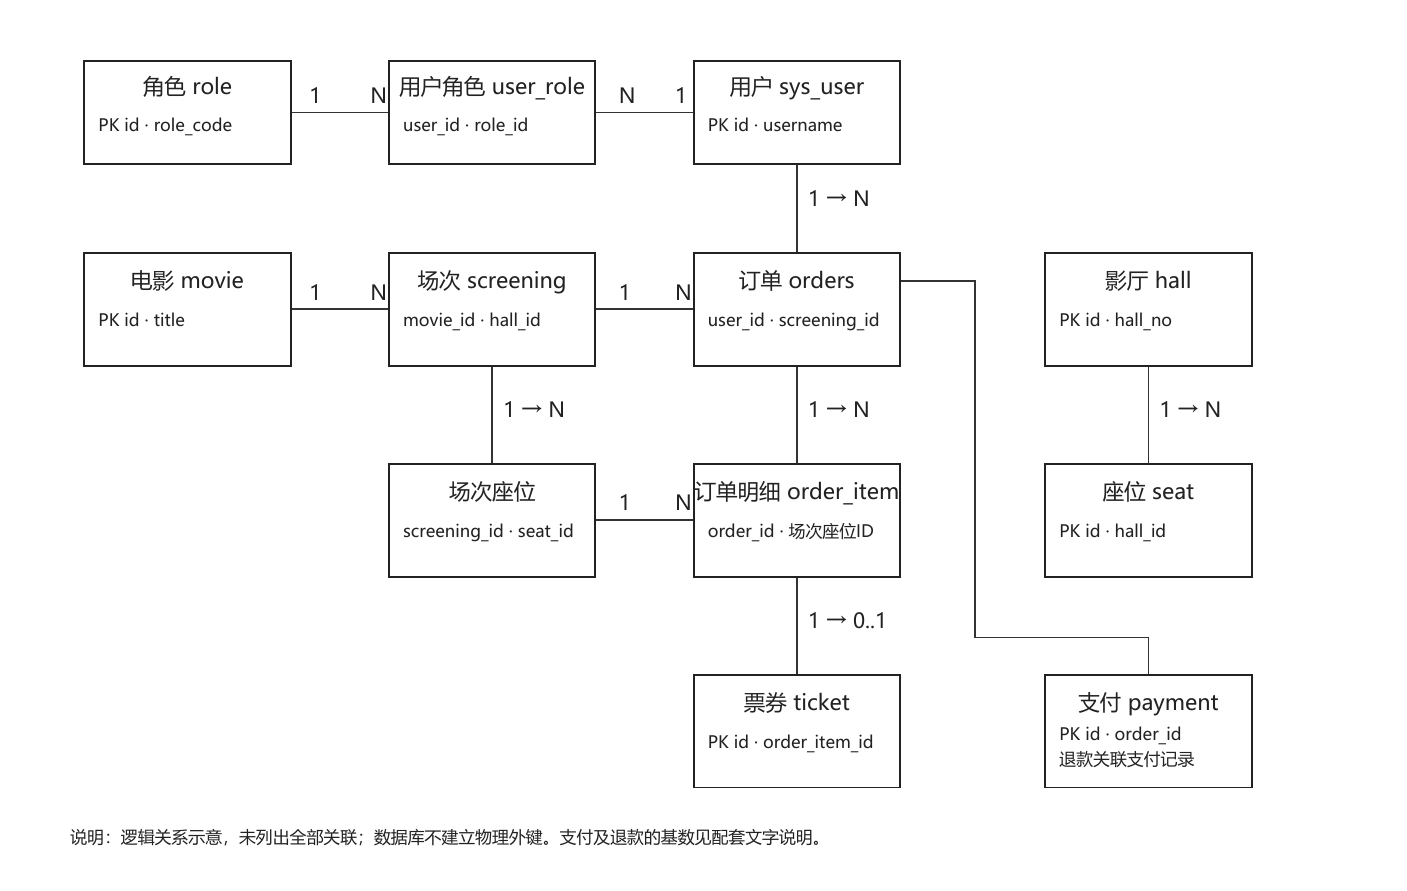 角色 role
PK id · role_code
1 N
用户角色 user_role
user_id · role_id
N 1
用户 sys_user
PK id · username
1 → N
电影 movie
PK id · title
1 N
场次 screening
movie_id · hall_id
1 N
订单 orders
user_id · screening_id
影厅 hall
PK id · hall_no
1 → N
1 → N
1 → N
场次座位
screening_id · seat_id
1 N
订单明细 order_item
order_id · 场次座位ID
座位 seat
PK id · hall_id
1 → 0..1
票券 ticket
PK id · order_item_id
支付 payment
PK id · order_id
退款关联支付记录
说明：逻辑关系示意，未列出全部关联；数据库不建立物理外键。支付及退款的基数见配套文字说明。